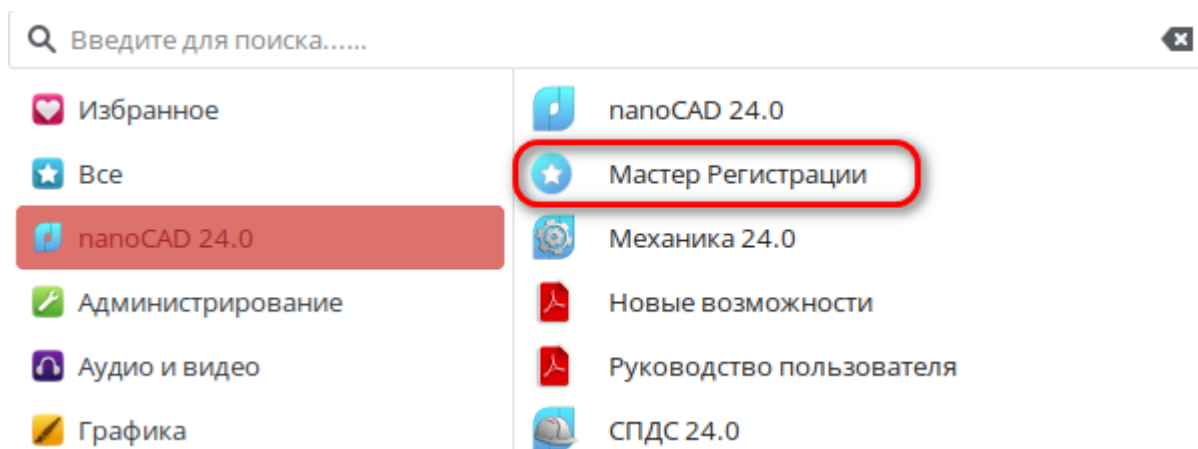 Введите для поиска......
Избранное
Все
nanoCAD 24.0
Администрирование
Аудио и видео
Графика
nanoCAD 24.0
Мастер Регистрации
Механика 24.0
Новые возможности
Руководство пользователя
СПДС 24.0